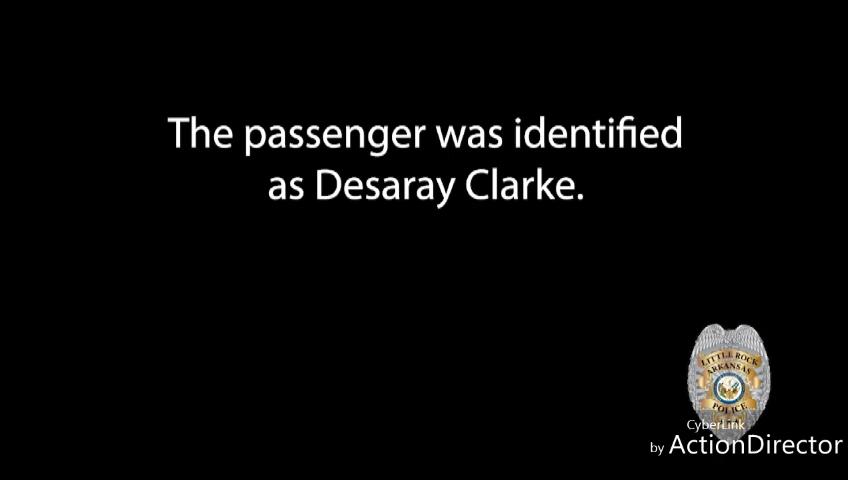 The passenger was identified
as Desaray Clarke.
LITTLE ROCK
ARKANSAS
POLICE
CyberLink
by ActionDirector